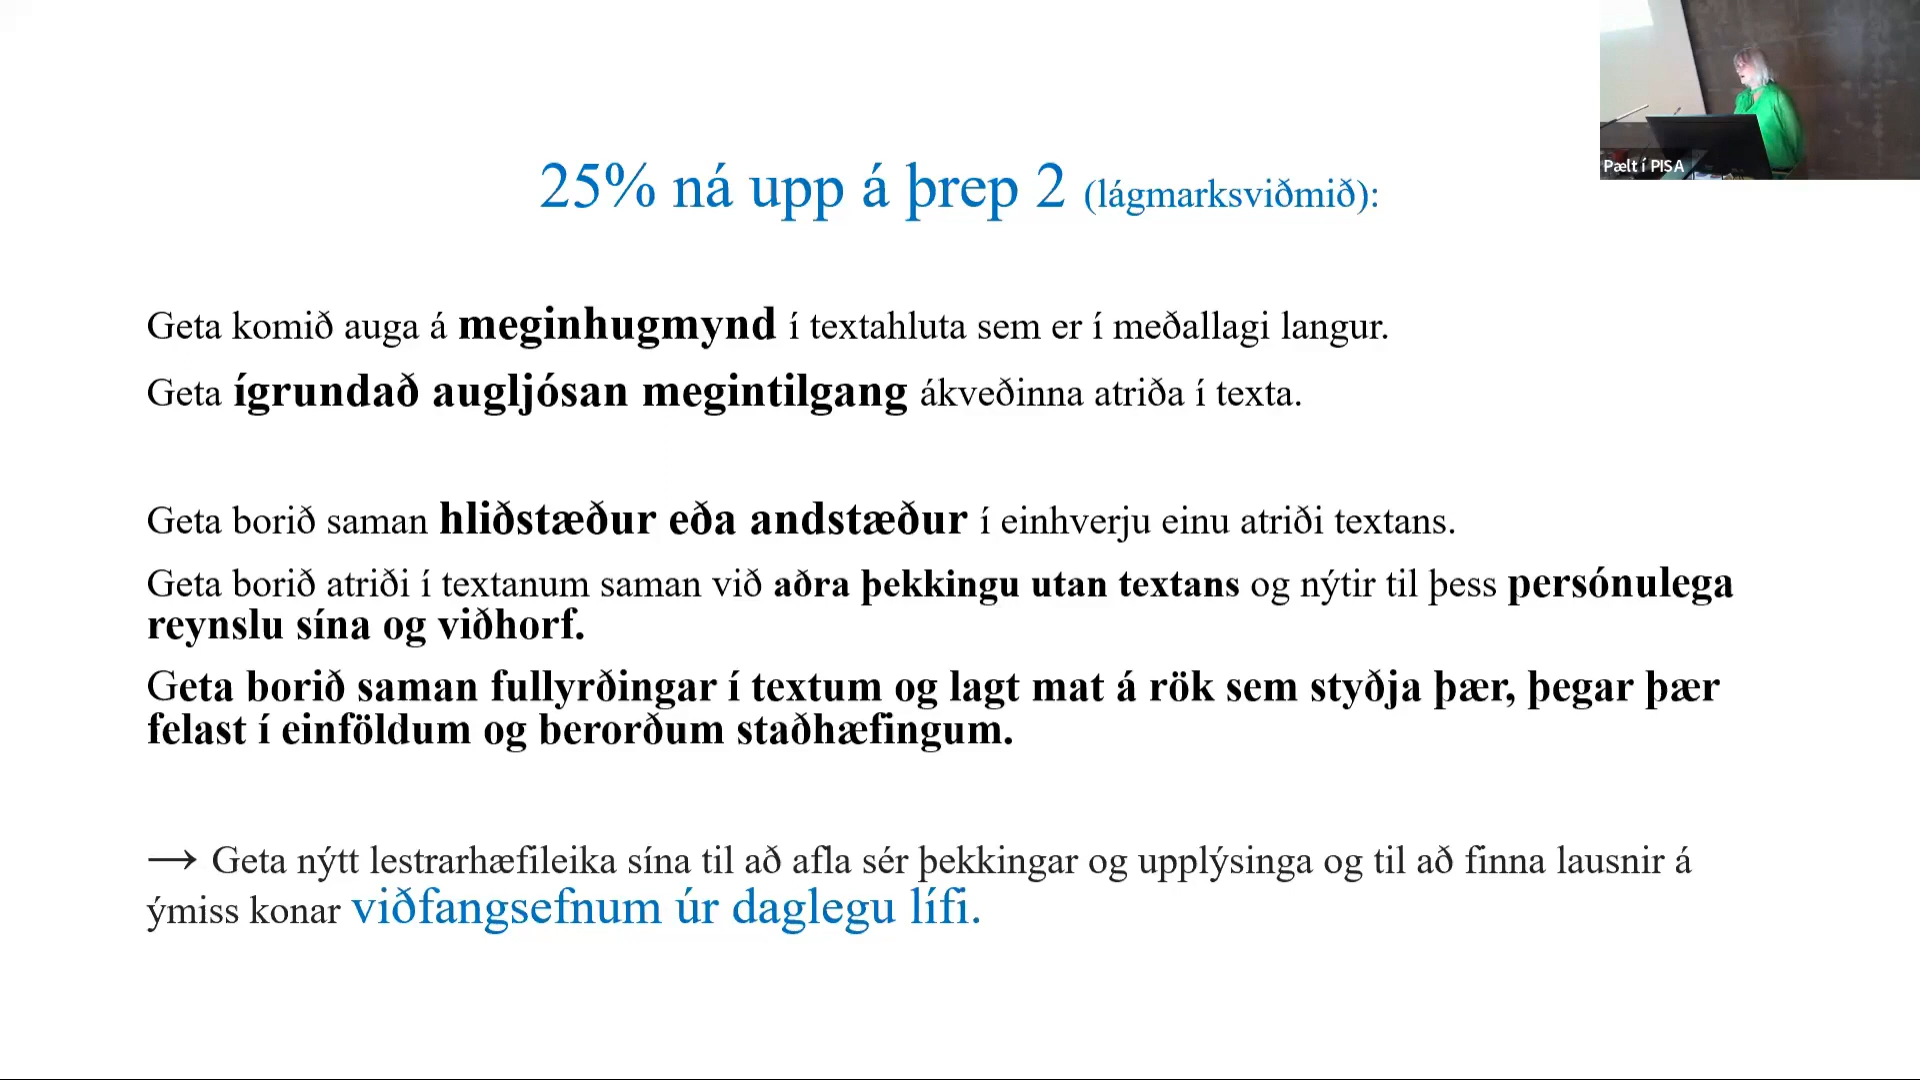 Pælt í PISA
25% ná upp á þrep 2 (lágmarksviðmið):
Geta komið auga á meginhugmynd í textahluta sem er í meðallagi langur.
Geta ígrundað augljósan megintilgang ákveðinna atriða í texta.
Geta borið saman hliðstæður eða andstæður í einhverju einu atriði textans.
Geta borið atriði í textanum saman við aðra þekkingu utan textans og nýtir til þess persónulega
reynslu sína og viðhorf.
Geta borið saman fullyrðingar í textum og lagt mat á rök sem styðja þær, þegar þær
felast í einföldum og berorðum staðhæfingum.
→ Geta nýtt lestrarhæfileika sína til að afla sér þekkingar og upplýsinga og til að finna lausnir á
ýmiss konar viðfangsefnum úr daglegu lífi.